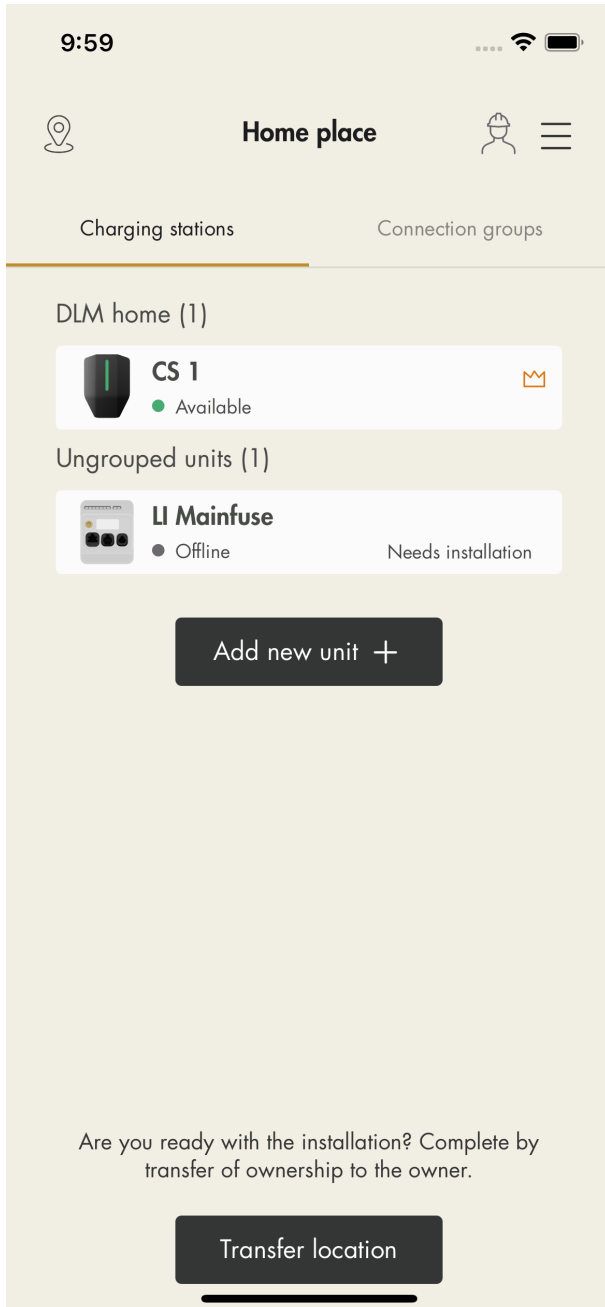 9:59
Home place
Charging stations
Connection groups
DLM home (1)
CS 1
Available
Ungrouped units (1)
LI Mainfuse
Offline
Needs installation
Add new unit +
Are you ready with the installation? Complete by
transfer of ownership to the owner.
Transfer location